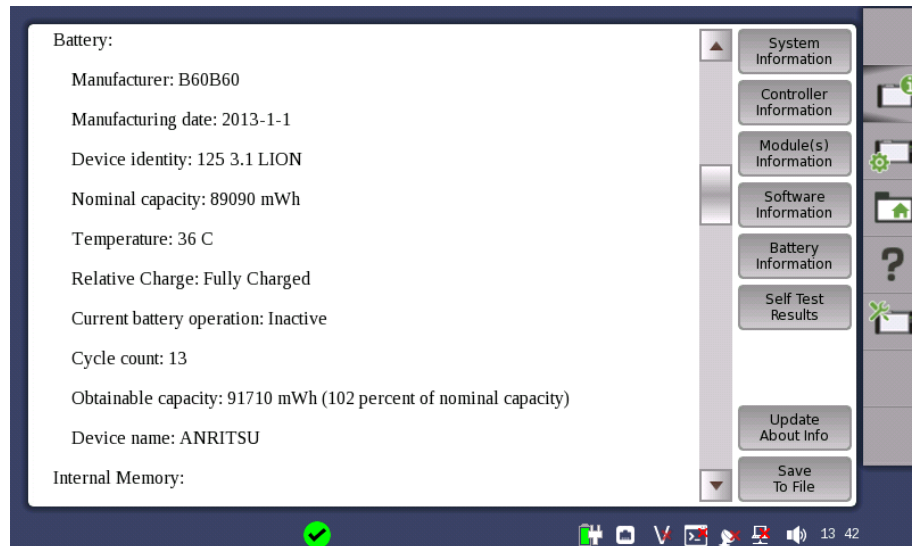 Battery:
Manufacturer: B60B60
Manufacturing date: 2013-1-1
Device identity: 125 3.1 LION
Nominal capacity: 89090 mWh
Temperature: 36 C
Relative Charge: Fully Charged
Current battery operation: Inactive
Cycle count: 13
Obtainable capacity: 91710 mWh (102 percent of nominal capacity)
Device name: ANRITSU
Internal Memory:
System
Information
Controller
Information
Module(s)
Information
Software
Information
Battery
Information
Self Test
Results
Update
About Info
Save
To File
13 42